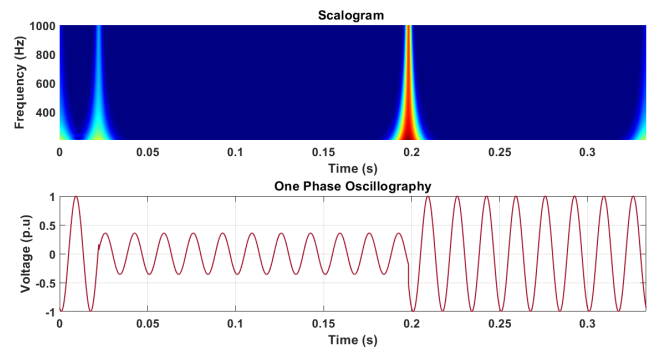 Scalogram
1000
800
600
400
Frequency (Hz)
0 0.05 0.1 0.15 0.2 0.25 0.3
Time (s)
One Phase Oscillography
1
0.5
0
-0.5
-1
Voltage (p.u)
0 0.05 0.1 0.15 0.2 0.25 0.3
Time (s)